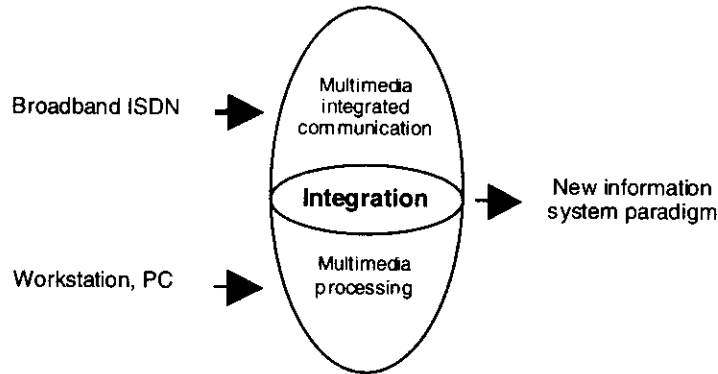 Broadband ISDN
Multimedia
integrated
communication
Integration
New information
system paradigm
Workstation, PC
Multimedia
processing